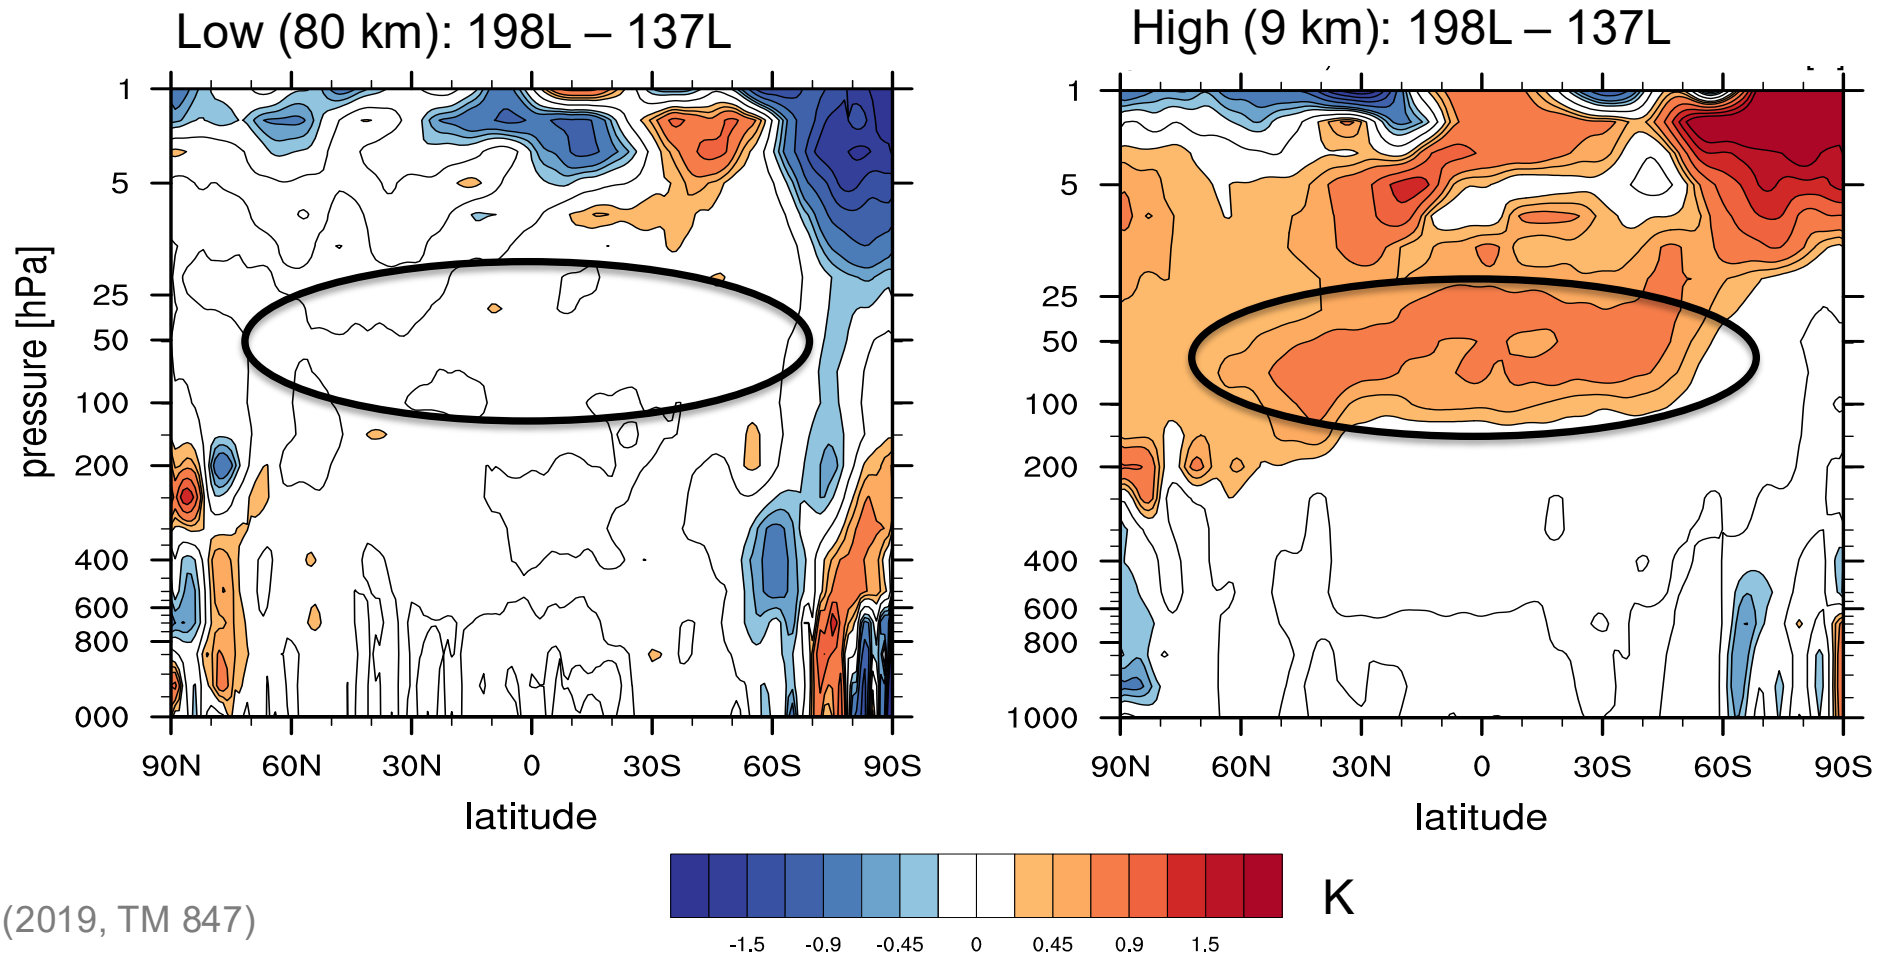 Low (80 km): 198L – 137L
High (9 km): 198L – 137L
pressure [hPa]
1
5
25
50
100
200
400
600
800
000
90N 60N 30N 0 30S 60S 90S
latitude
1
5
25
50
100
200
400
600
800
1000
90N 60N 30N 0 30S 60S 90S
latitude
K
-1.5 -0.9 -0.45 0 0.45 0.9 1.5
(2019, TM 847)